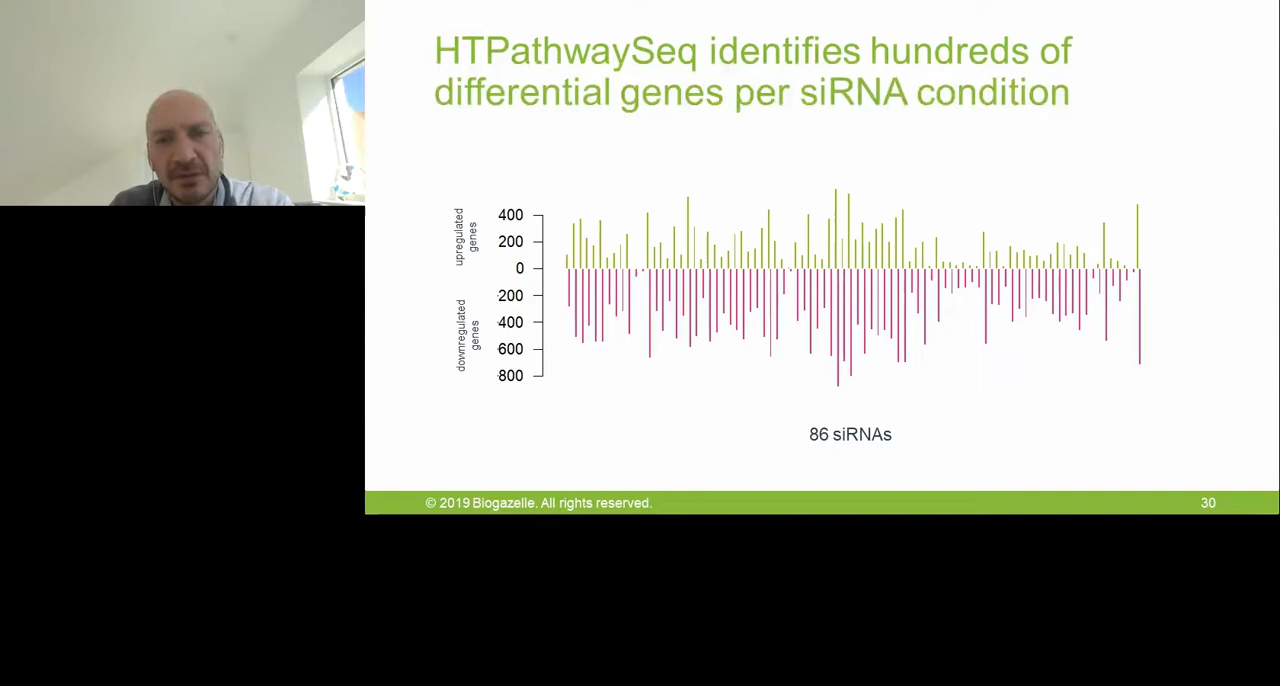 HTPathwaySeq identifies hundreds of
differential genes per siRNA condition
upregulated
genes
400
200
0
200
400
600
800
downregulated
genes
86 siRNAs
© 2019 Biogazelle. All rights reserved.
30